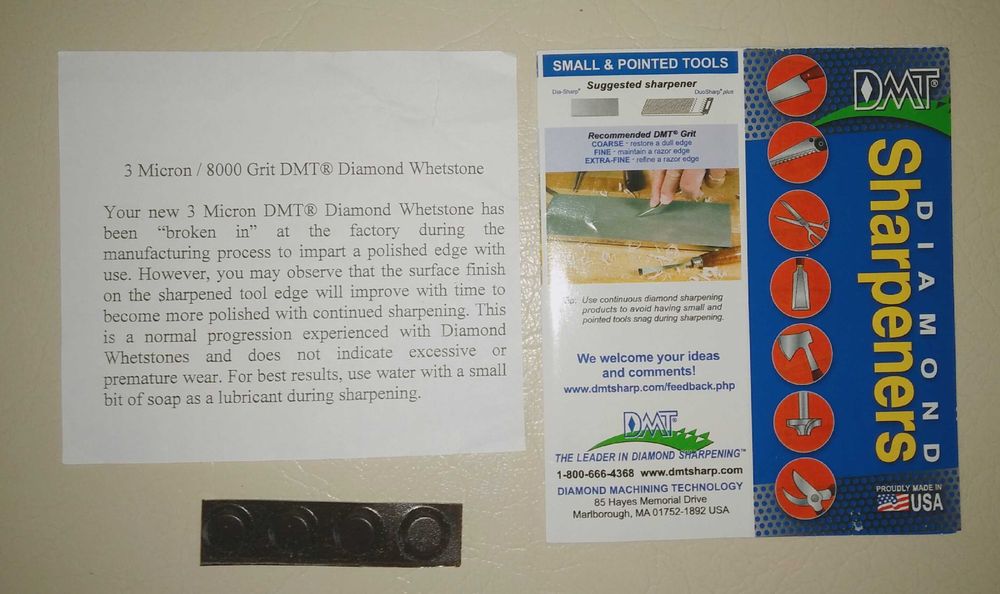 3 Micron / 8000 Grit DMT® Diamond Whetstone
Your new 3 Micron DMT® Diamond Whetstone has
been “broken in” at the factory during the
manufacturing process to impart a polished edge with
use. However, you may observe that the surface finish
on the sharpened tool edge will improve with time to
become more polished with continued sharpening. This
is a normal progression experienced with Diamond
Whetstones and does not indicate excessive or
premature wear. For best results, use water with a small
bit of soap as a lubricant during sharpening.
SMALL & POINTED TOOLS
Suggested sharpener
Dia-Sharp® DuoSharp® plus
Recommended DMT® Grit
COARSE - restore a dull edge
FINE - maintain a razor edge
EXTRA-FINE - refine a razor edge
Use continuous diamond sharpening
products to avoid having small and
pointed tools snag during sharpening.
We welcome your ideas
and comments!
www.dmtsharp.com/feedback.php
DMT®
THE LEADER IN DIAMOND SHARPENING™
1-800-666-4368 www.dmtsharp.com
DIAMOND MACHINING TECHNOLOGY
85 Hayes Memorial Drive
Marlborough, MA 01752-1892 USA
DMT®
DIAMOND
Sharpeners
PROUDLY MADE IN
USA